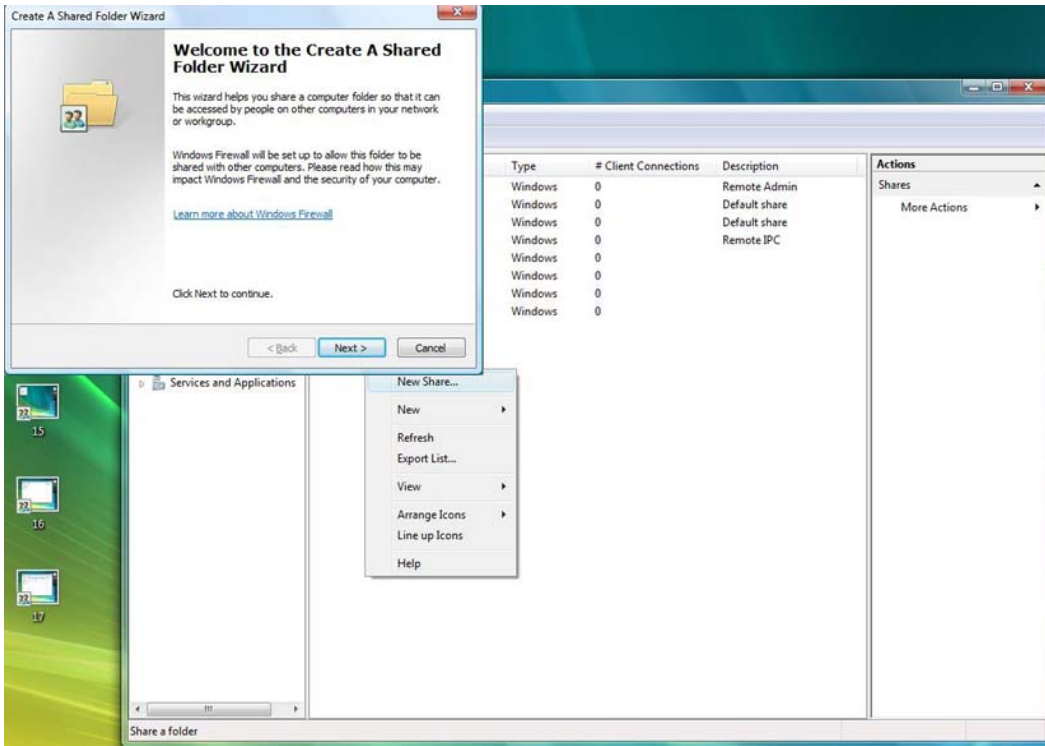 Create A Shared Folder Wizard
Welcome to the Create A Shared
Folder Wizard
This wizard helps you share a computer folder so that it can
be accessed by people on other computers in your network
or workgroup.
Windows Firewall will be set up to allow this folder to be
shared with other computers. Please read how this may
impact Windows Firewall and the security of your computer.
Learn more about Windows Firewall
Click Next to continue.
< Back Next > Cancel
Type # Client Connections Description
Windows 0 Remote Admin
Windows 0 Default share
Windows 0 Default share
Windows 0 Remote IPC
Windows 0
Windows 0
Windows 0
Windows 0
Actions
Shares
More Actions
Services and Applications
New Share...
New
Refresh
Export List...
View
Arrange Icons
Line up Icons
Help
15
16
17
Share a folder